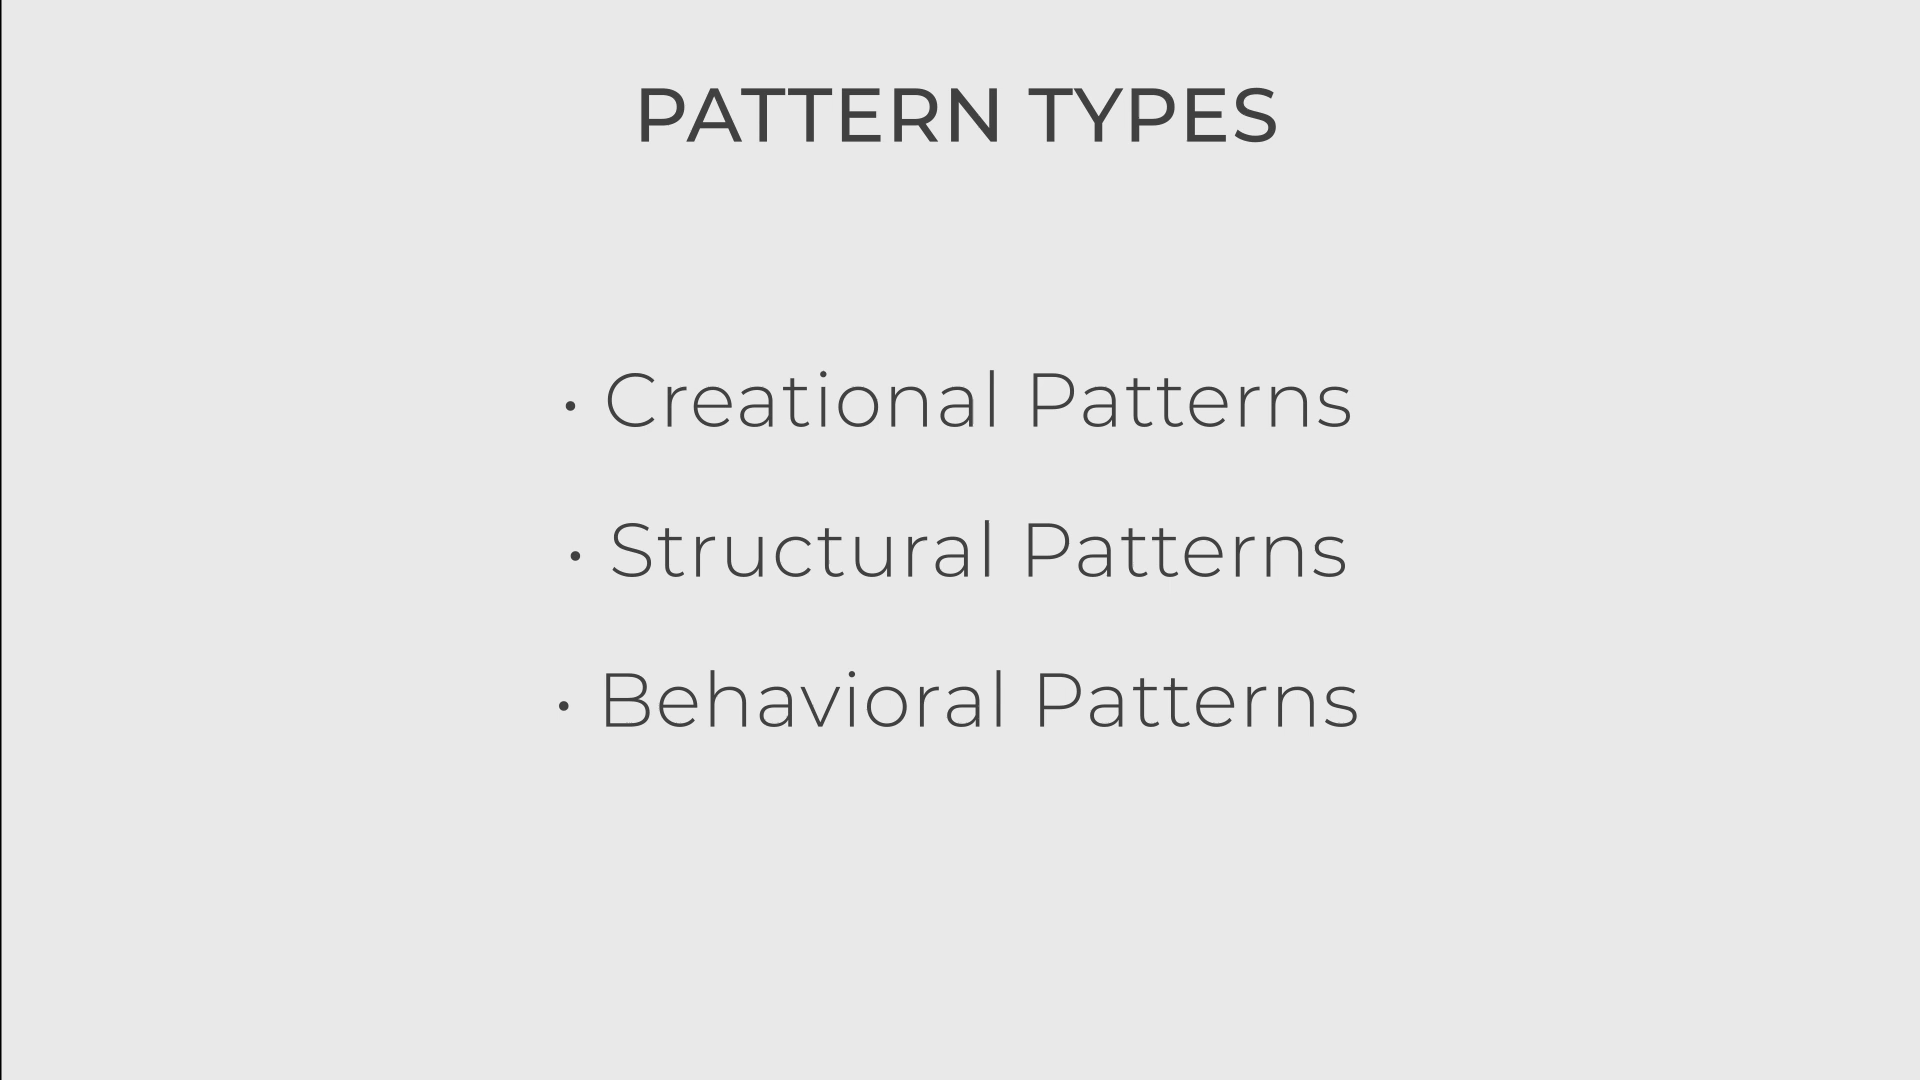 PATTERN TYPES
• Creational Patterns
• Structural Patterns
• Behavioral Patterns